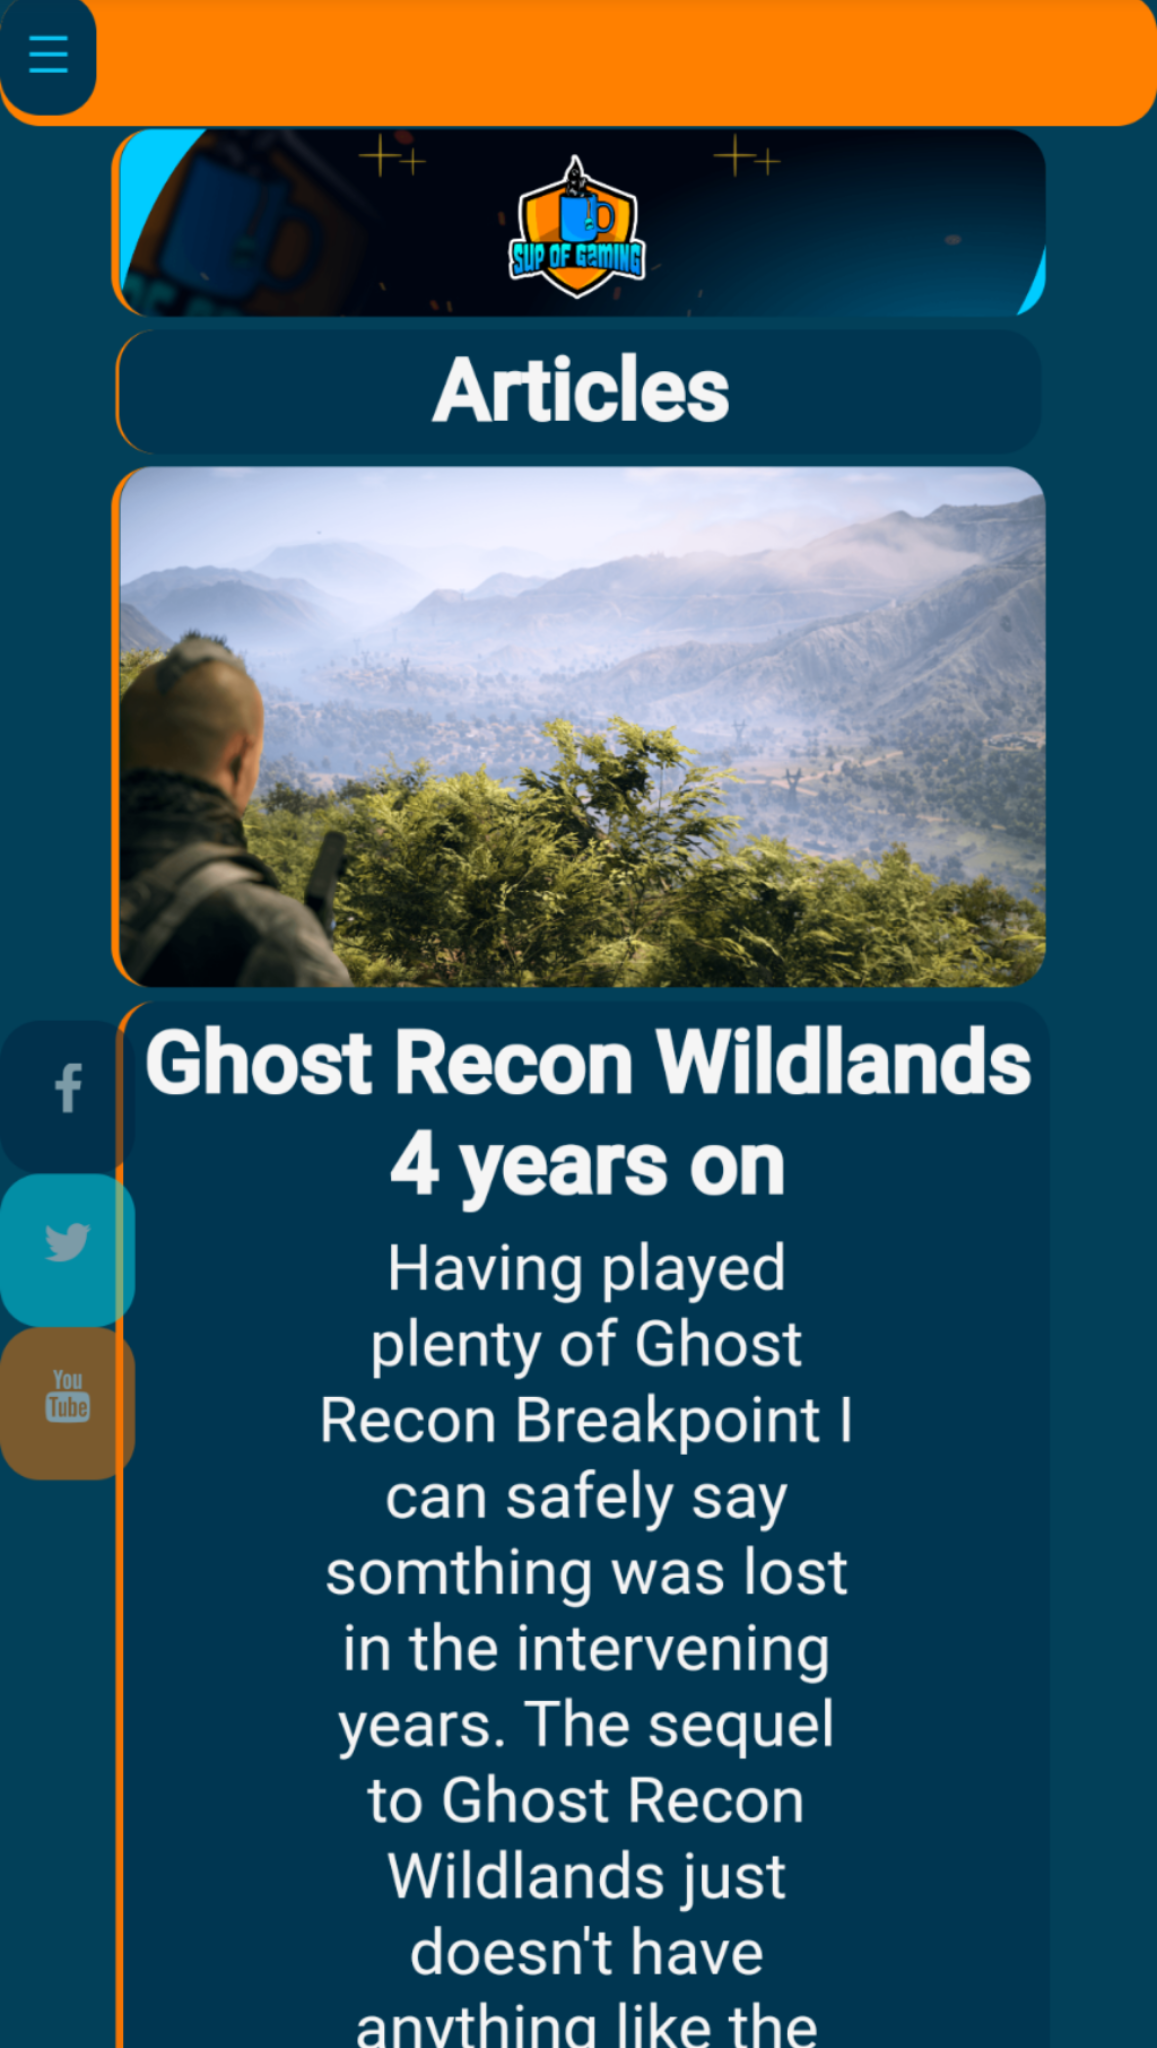 SUP OF GAMING
Articles
Ghost Recon Wildlands
4 years on
You
Tube
Having played
plenty of Ghost
Recon Breakpoint I
can safely say
somthing was lost
in the intervening
years. The sequel
to Ghost Recon
Wildlands just
doesn't have
anything like the